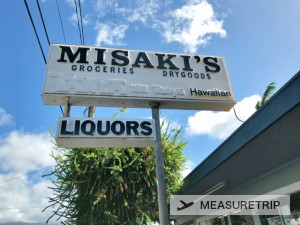 MISAKI'S
GROCERIES DRYGOODS
Hawaiian
LIQUORS
MEASURETRIP